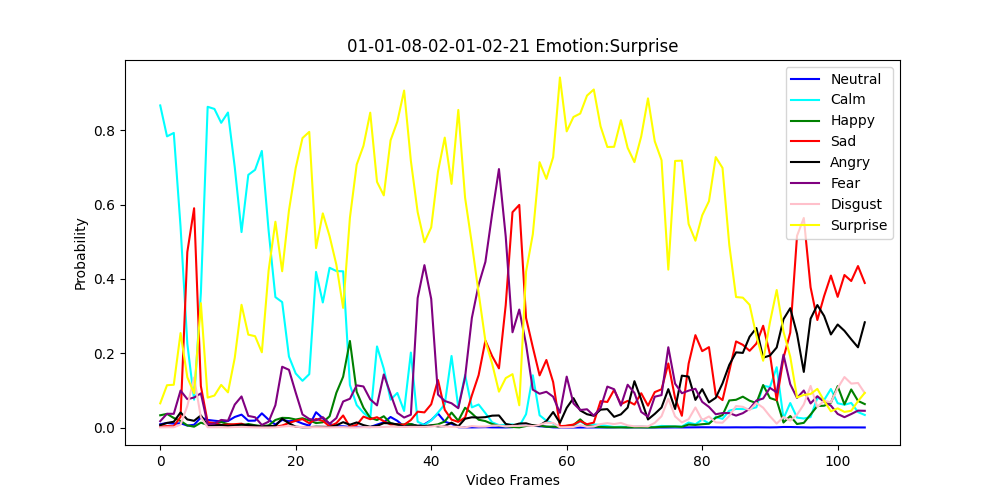 01-01-08-02-01-02-21 Emotion:Surprise
Probability
0.8
0.6
0.4
0.2
0.0
0
20
40
60
80
100
Video Frames
Neutral
Calm
Happy
Sad
Angry
Fear
Disgust
Surprise